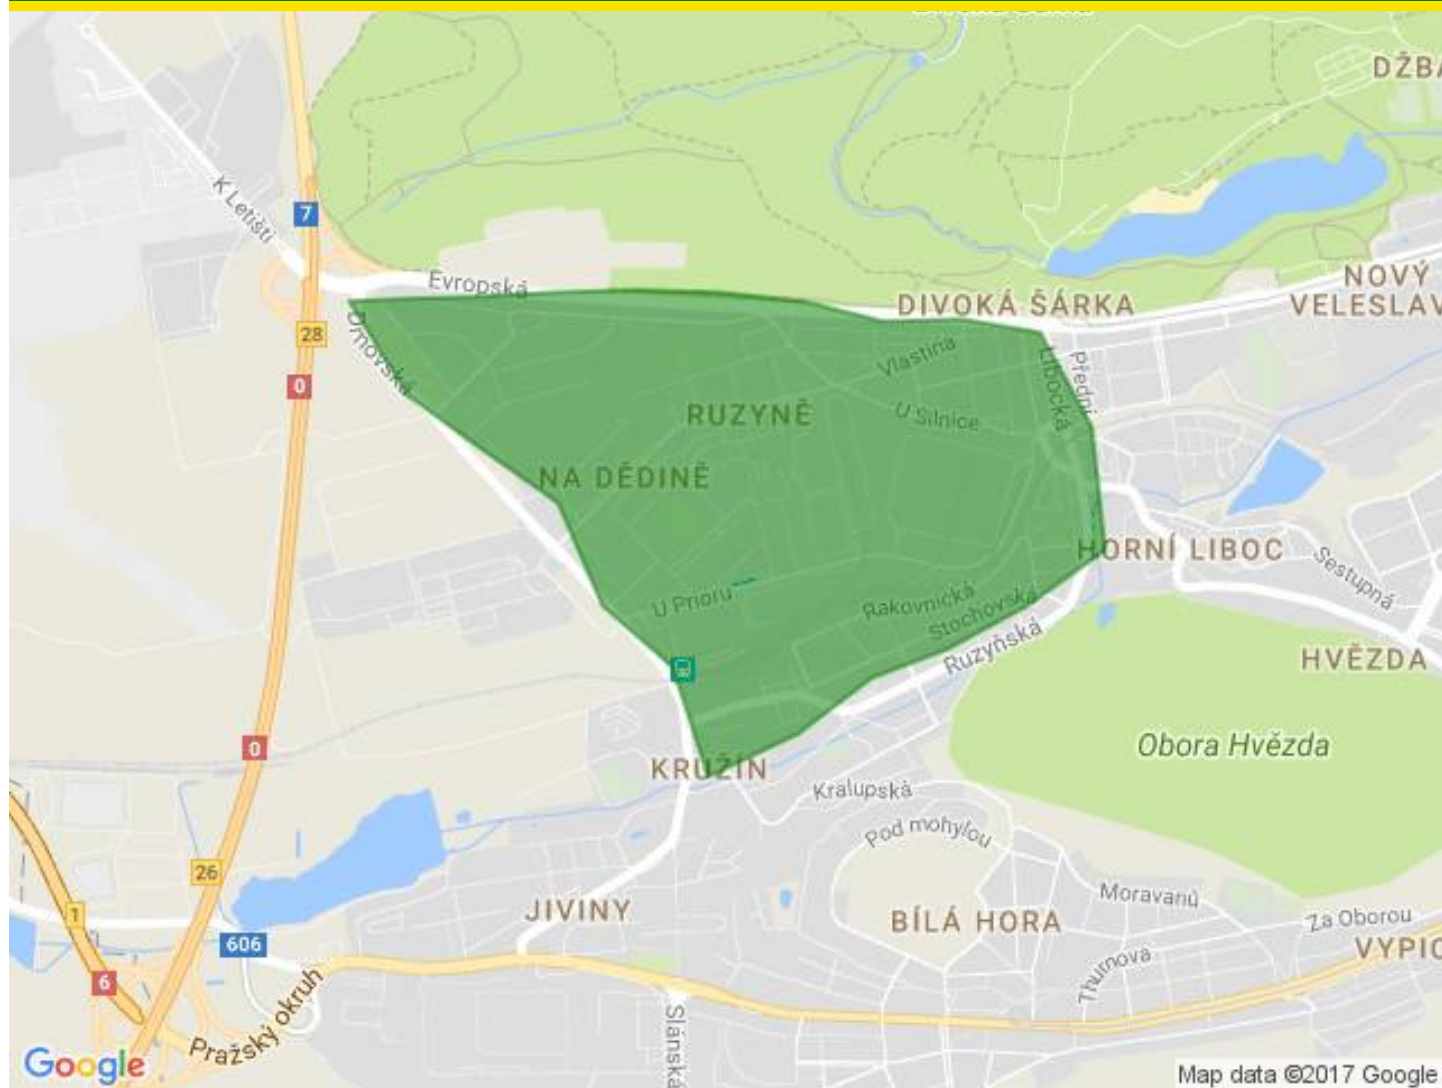 DŽBÁ
K Letišti
7
Evropská
NOVÝ
VELESLAV
DIVOKÁ ŠÁRKA
28
Drnovská
0
Vlastina
Libocká
Přední
RUZYNĚ
U Silnice
NA DĚDINĚ
HORNÍ LIBOC
Sestupná
U Prioru
Rakovnická
Stochovská
Ruzyňská
HVĚZDA
0
Obora Hvězda
KRUŽÍN
Kralupská
Pod mohylou
26
Moravanů
1
JIVINY
BÍLÁ HORA
Za Oborou
606
VYPIC
Thurnova
6
Pražský okruh
Slánská
Google
Map data ©2017 Google